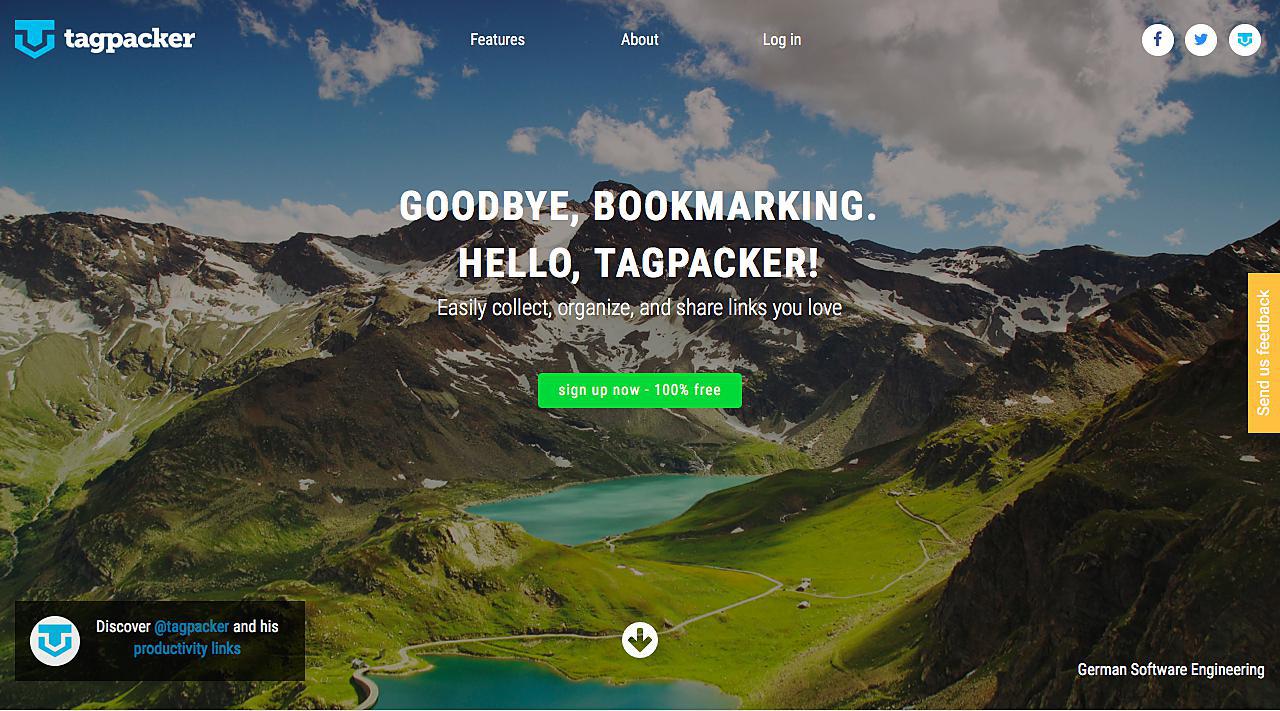 tagpacker
Features
About
Log in
GOODBYE, BOOKMARKING.
HELLO, TAGPACKER!
Easily collect, organize, and share links you love
sign up now - 100% free
Send us feedback
Discover @tagpacker and his
productivity links
German Software Engineering